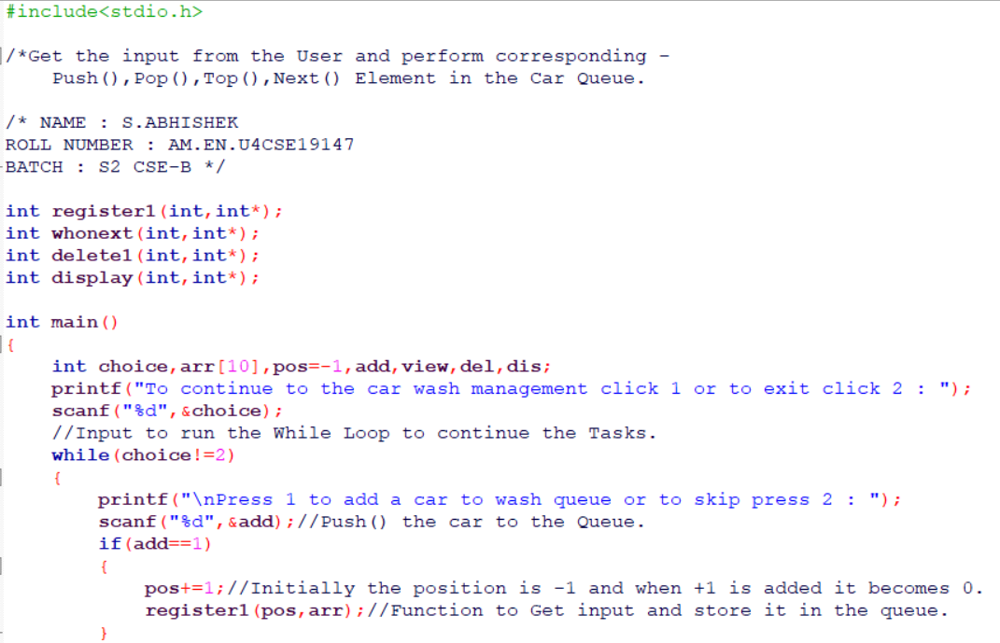 #include<stdio.h>
/*Get the input from the User and perform corresponding -
Push(),Pop(),Top(),Next() Element in the Car Queue.
/* NAME : S.ABHISHEK
ROLL NUMBER : AM.EN.U4CSE19147
BATCH : S2 CSE-B */
int register1(int,int*);
int whonext(int,int*);
int delete1(int,int*);
int display(int,int*);
int main()
{
int choice,arr[10],pos=-1,add,view,del,dis;
printf("To continue to the car wash management click 1 or to exit click 2 : ");
scanf("%d",&choice);
//Input to run the While Loop to continue the Tasks.
while(choice!=2)
{
printf("\nPress 1 to add a car to wash queue or to skip press 2 : ");
scanf("%d",&add);//Push() the car to the Queue.
if(add==1)
{
pos+=1;//Initially the position is -1 and when +1 is added it becomes 0.
register1(pos,arr);//Function to Get input and store it in the queue.
}